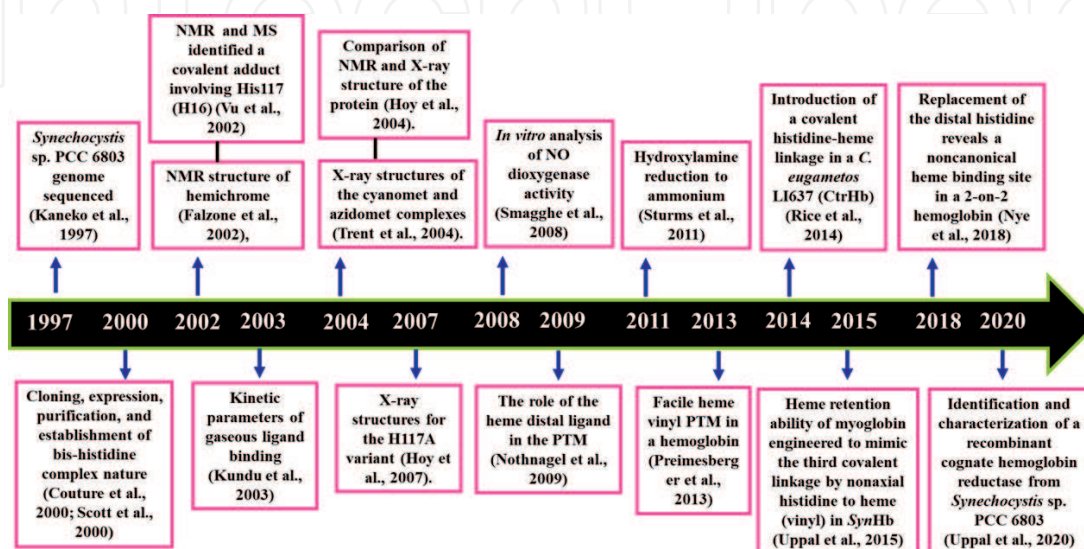 NMR and MS
identified a
covalent adduct
involving His117
(H16) (Vu et al.,
2002)
Comparison of
NMR and X-ray
structure of the
protein (Hoy et al.,
2004).
Introduction of
a covalent
histidine-heme
linkage in a C.
eugametos
LI637 (CtrHb)
(Rice et al.,
2014)
Replacement of
the distal histidine
reveals a
noncanonical
heme binding site
in a 2-on-2
hemoglobin (Nye
et al., 2018)
Synechocystis
sp. PCC 6803
genome
sequenced
(Kaneko et al.,
1997)
NMR structure of
hemichrome
(Falzone et al.,
2002),
X-ray structures of
the cyanomet and
azidomet complexes
(Trent et al., 2004).
In vitro analysis
of NO
dioxygenase
activity
(Smagghe et al.,
2008)
Hydroxylamine
reduction to
ammonium
(Sturms et al.,
2011)
1997 2000 2002 2003 2004 2007 2008 2009 2011 2013 2014 2015 2018 2020
Cloning, expression,
purification, and
establishment of
bis-histidine
complex nature
(Couture et al.,
2000; Scott et al.,
2000)
Kinetic
parameters of
gaseous ligand
binding
(Kundu et al.,
2003)
X-ray
structures for
the H117A
variant (Hoy et
al., 2007).
The role of the
heme distal
ligand in the PTM
(Nothnagel et al.,
2009)
Facile heme
vinyl PTM in
a hemoglobin
(Preimesberg
er et al., 2013)
Heme retention
ability of myoglobin
engineered to mimic
the third covalent
linkage by nonaxial
histidine to heme
(vinyl) in SynHb
(Uppal et al., 2015)
Identification and
characterization of a
recombinant
cognate hemoglobin
reductase from
Synechocystis sp.
PCC 6803
(Uppal et al., 2020)